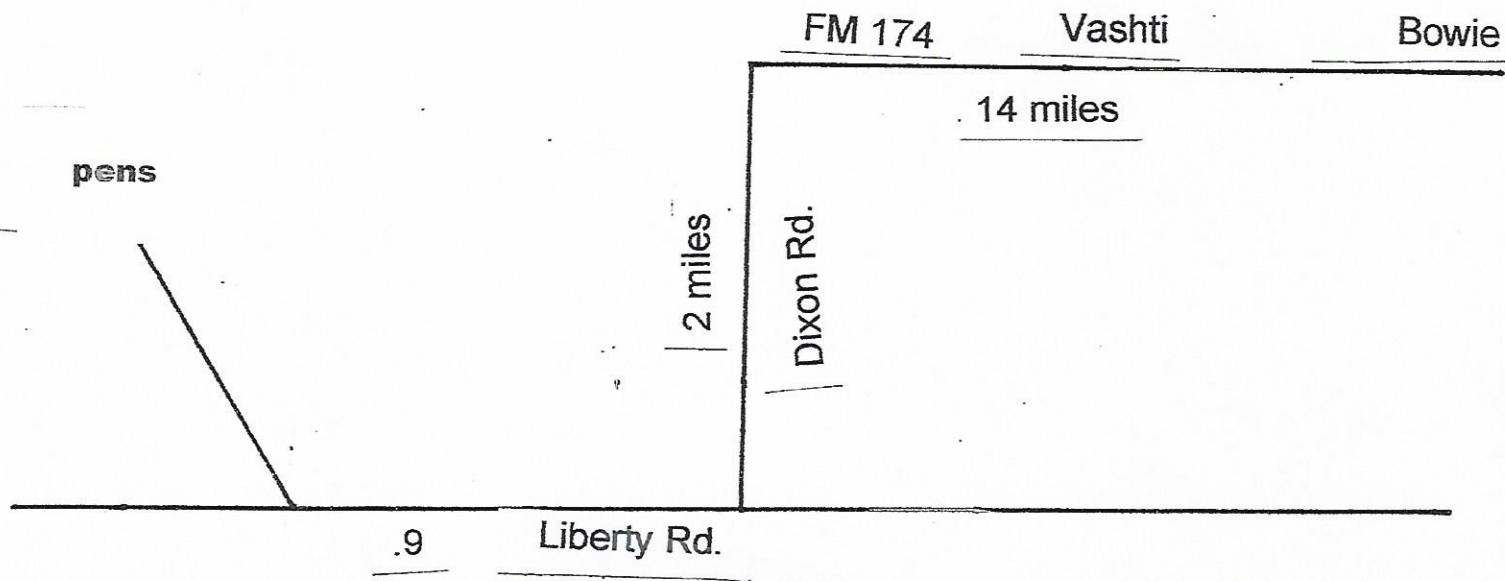 FM 174 Vashti Bowie
14 miles
pens
2 miles
Dixon Rd.
.9 Liberty Rd.